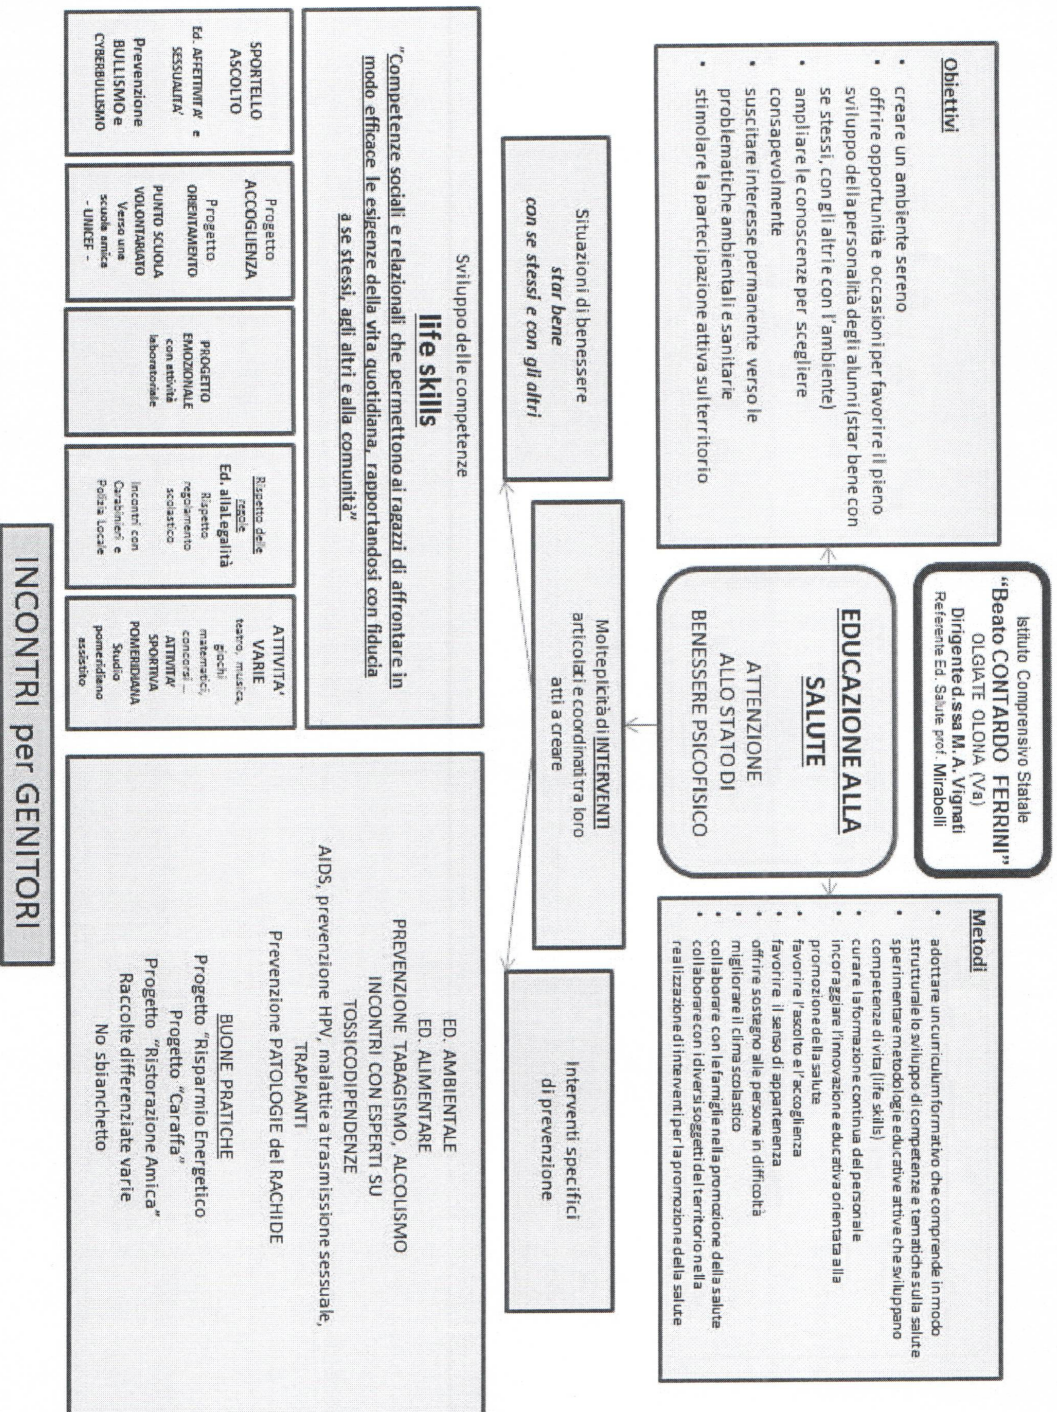 Istituto Comprensivo Statale
"Beato CONTARDO FERRINI"
OLGIATE OLONA (Va)
Dirigente d.ssa M. A. Vignati
Referente Ed. Salute prof. Mirabelli
Obiettivi
• creare un ambiente sereno
• offrire opportunità e occasioni per favorire il pieno
sviluppo della personalità degli alunni (star bene con
se stessi, con gli altri e con l'ambiente)
• ampliare le conoscenze per scegliere
consapevolmente
• suscitare interesse permanente verso le
problematiche ambientali e sanitarie
• stimolare la partecipazione attiva sul territorio
EDUCAZIONE ALLA
SALUTE
ATTENZIONE
ALLO STATO DI
BENESSERE PSICOFISICO
Metodi
• adottare un curriculum formativo che comprende in modo
strutturale lo sviluppo di competenze e tematiche sulla salute
• sperimentare metodologie educative attive che sviluppano
competenze di vita (life skills)
• curare la formazione continua del personale
• incoraggiare l'innovazione educativa orientata alla
promozione della salute
• favorire l'ascolto e l'accoglienza
• favorire il senso di appartenenza
• offrire sostegno alle persone in difficoltà
• migliorare il clima scolastico
• collaborare con le famiglie nella promozione della salute
• collaborare con i diversi soggetti del territorio nella
realizzazione di interventi per la promozione della salute
Molteplicità di INTERVENTI
articolati e coordinati tra loro
atti a creare
Situazioni di benessere
star bene
con se stessi e con gli altri
Interventi specifici
di prevenzione
Sviluppo delle competenze
life skills
"Competenze sociali e relazionali che permettono ai ragazzi di affrontare in
modo efficace le esigenze della vita quotidiana, rapportandosi con fiducia
a se stessi, agli altri e alla comunità"
SPORTELLO
ASCOLTO
Ed. AFFETTIVITA' e
SESSUALITA'
Prevenzione
BULLISMO e
CYBERBULLISMO
Progetto
ACCOGLIENZA
Progetto
ORIENTAMENTO
PUNTO SCUOLA
VOLONTARIATO
Verso una
scuola amica
- UNICEF -
PROGETTO
EMOZIONALE
con attività
laboratoriale
Rispetto delle
regole
Ed. alla Legalità
Rispetto
regolamento
scolastico
Incontri con
Carabinieri e
Polizia Locale
ATTIVITA'
VARIE
teatro, musica,
giochi
matematici,
concorsi ...
ATTIVITA'
SPORTIVA
POMERIDIANA
Studio
pomeridiano
assistito
ED. AMBIENTALE
ED. ALIMENTARE
PREVENZIONE TABAGISMO, ALCOLISMO
INCONTRI CON ESPERTI SU
TOSSICODIPENDENZE
AIDS, prevenzione HPV, malattie a trasmissione sessuale,
TRAPIANTI
Prevenzione PATOLOGIE del RACHIDE
BUONE PRATICHE
Progetto "Risparmio Energetico
Progetto "Caraffa"
Progetto "Ristorazione Amica"
Raccolte differenziate varie
No sbianchetto
INCONTRI per GENITORI